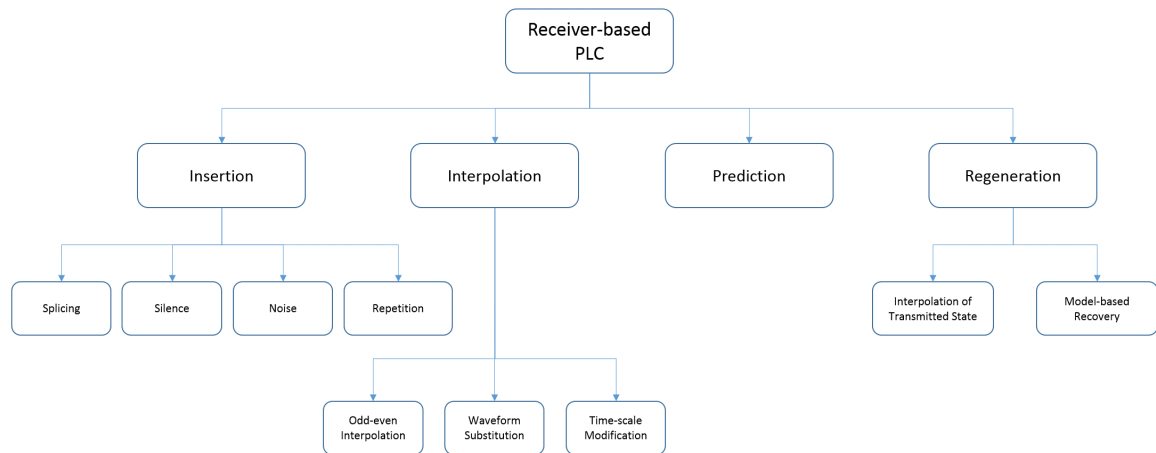 Receiver-based
PLC
Insertion
Interpolation
Prediction
Regeneration
Splicing
Silence
Noise
Repetition
Interpolation of
Transmitted State
Model-based
Recovery
Odd-even
Interpolation
Waveform
Substitution
Time-scale
Modification